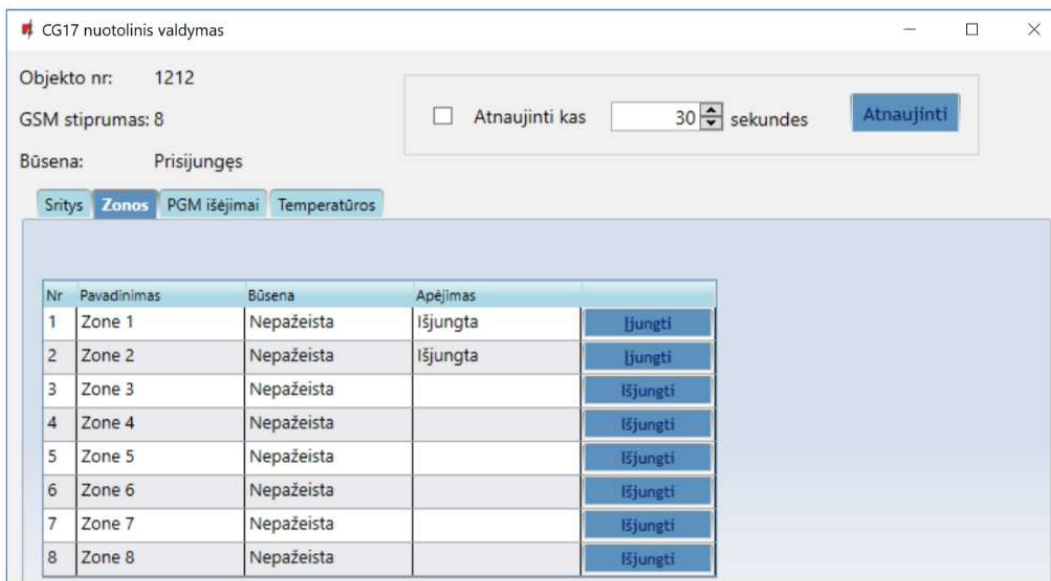 CG17 nuotolinis valdymas
Objekto nr: 1212
GSM stiprumas: 8
Būsena: Prisijungęs
Atnaujinti kas 30 sekundes Atnaujinti
Sritys Zonos PGM išėjimai Temperatūros
Nr Pavadinimas Būsena Apėjimas
1 Zone 1 Nepažeista Išjungta Įjungti
2 Zone 2 Nepažeista Išjungta Įjungti
3 Zone 3 Nepažeista Išjungti
4 Zone 4 Nepažeista Išjungti
5 Zone 5 Nepažeista Išjungti
6 Zone 6 Nepažeista Išjungti
7 Zone 7 Nepažeista Išjungti
8 Zone 8 Nepažeista Išjungti